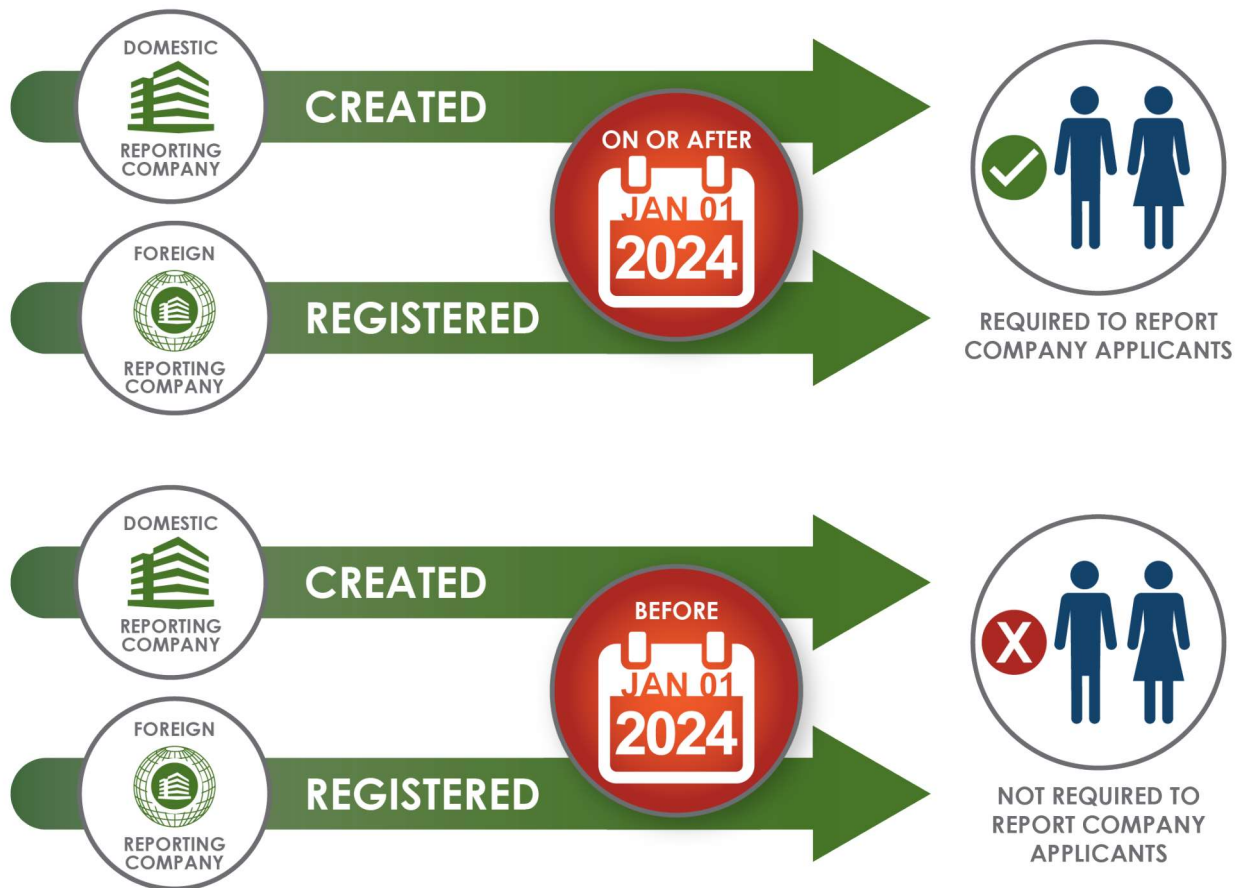 DOMESTIC
REPORTING
COMPANY
CREATED
ON OR AFTER
JAN 01
2024
FOREIGN
REPORTING
COMPANY
REGISTERED
REQUIRED TO REPORT
COMPANY APPLICANTS
DOMESTIC
REPORTING
COMPANY
CREATED
BEFORE
JAN 01
2024
X
FOREIGN
REPORTING
COMPANY
REGISTERED
NOT REQUIRED TO
REPORT COMPANY
APPLICANTS